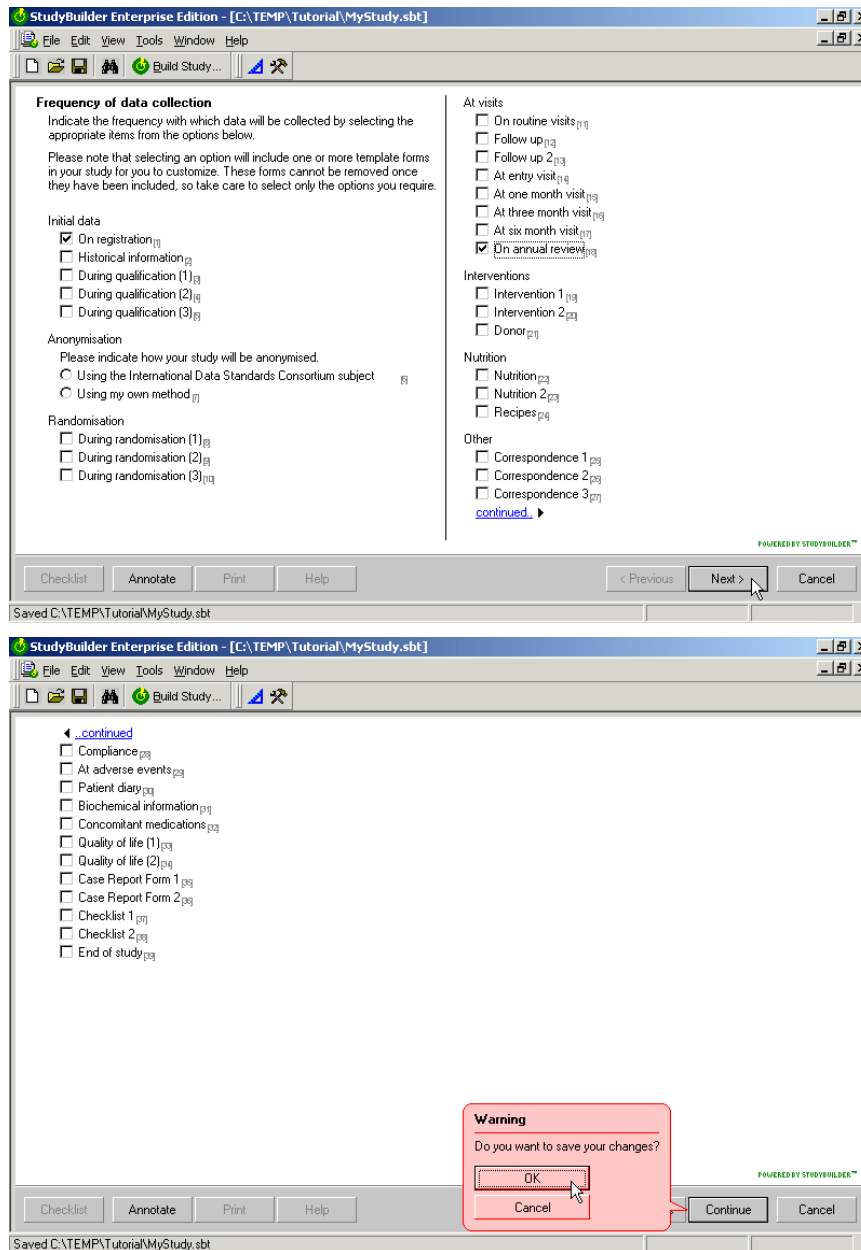 StudyBuilder Enterprise Edition - [C:\TEMP\Tutorial\MyStudy.sbt]
File Edit View Tools Window Help
Build Study...
Frequency of data collection
Indicate the frequency with which data will be collected by selecting the
appropriate items from the options below.
Please note that selecting an option will include one or more template forms
in your study for you to customize. These forms cannot be removed once
they have been included, so take care to select only the options you require.
Initial data
On registration [1]
Historical information [2]
During qualification (1) [3]
During qualification (2) [4]
During qualification (3) [5]
Anonymisation
Please indicate how your study will be anonymised.
Using the International Data Standards Consortium subject
Using my own method [7]
Randomisation
During randomisation (1)
During randomisation (2) [9]
During randomisation (3) [10]
At visits
On routine visits [11]
Follow up [12]
Follow up 2 [13]
At entry visit [14]
At one month visit [15]
At three month visit [16]
At six month visit [17]
On annual review [18]
Interventions
Intervention 1 [19]
Intervention 2 [20]
Donor [21]
Nutrition
Nutrition [22]
Nutrition 2 [23]
Recipes [24]
Other
Correspondence 1 [25]
Correspondence 2 [26]
Correspondence 3 [27]
continued..
POWERED BY STUDYBUILDER™
Checklist Annotate Print Help < Previous Next > Cancel
Saved C:\TEMP\Tutorial\MyStudy.sbt
StudyBuilder Enterprise Edition - [C:\TEMP\Tutorial\MyStudy.sbt]
File Edit View Tools Window Help
Build Study...
..continued
Compliance [28]
At adverse events [29]
Patient diary [30]
Biochemical information [31]
Concomitant medications [32]
Quality of life (1) [33]
Quality of life (2) [34]
Case Report Form 1 [35]
Case Report Form 2 [36]
Checklist 1 [37]
Checklist 2 [38]
End of study [39]
Warning
Do you want to save your changes?
OK
Cancel
POWERED BY STUDYBUILDER™
Checklist Annotate Print Help Continue Cancel
Saved C:\TEMP\Tutorial\MyStudy.sbt